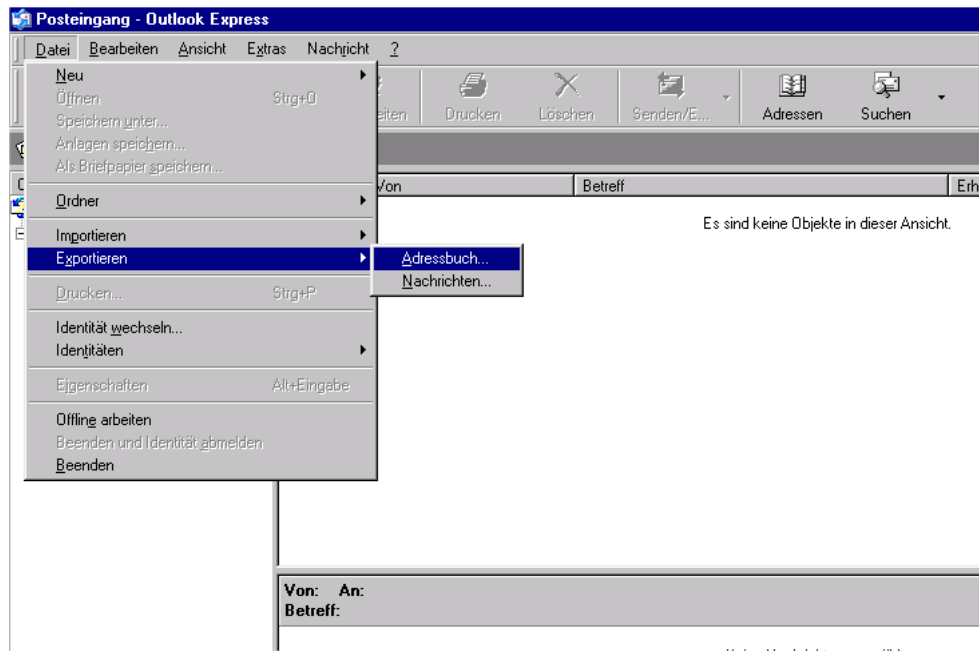 Posteingang - Outlook Express
Datei Bearbeiten Ansicht Extras Nachricht ?
Neu
Öffnen Strg+O
Speichern unter...
Anlagen speichern...
Als Briefpapier speichern...
Ordner
Importieren
Exportieren
Drucken... Strg+P
Identität wechseln...
Identitäten
Eigenschaften Alt+Eingabe
Offline arbeiten
Beenden und Identität abmelden
Beenden
Adressbuch...
Nachrichten...
Drucken Löschen Senden/E... Adressen Suchen
Von Betreff Erh
Es sind keine Objekte in dieser Ansicht.
Von: An:
Betreff: